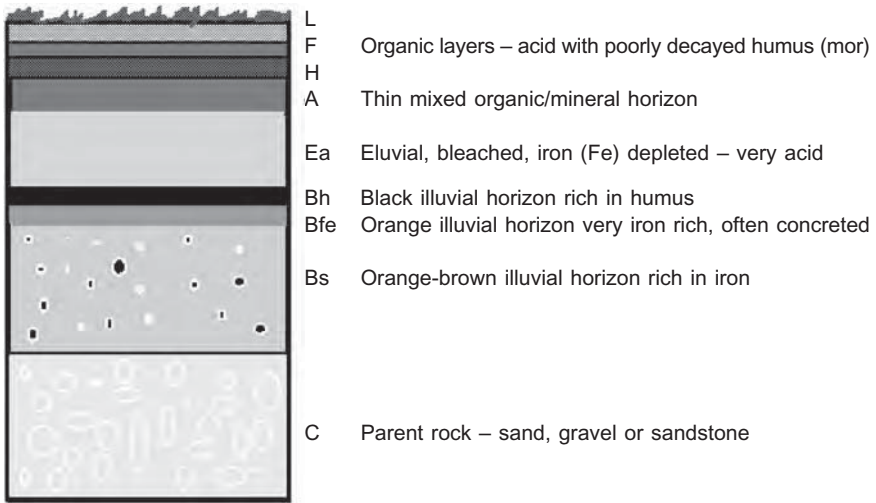 L
F Organic layers – acid with poorly decayed humus (mor)
H
A Thin mixed organic/mineral horizon
Ea Eluvial, bleached, iron (Fe) depleted – very acid
Bh Black illuvial horizon rich in humus
Bfe Orange illuvial horizon very iron rich, often concreted
Bs Orange-brown illuvial horizon rich in iron
C Parent rock – sand, gravel or sandstone